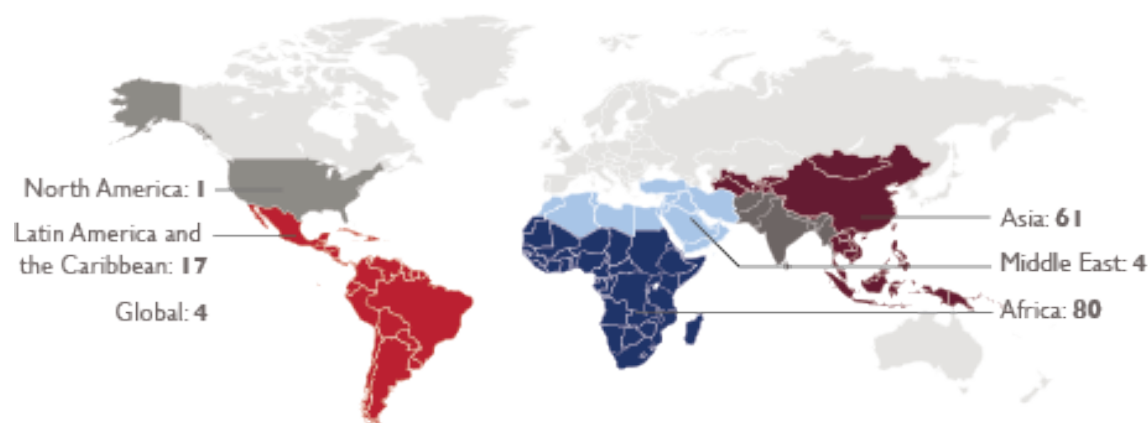 North America: 1
Latin America and
the Caribbean: 17
Global: 4
Asia: 61
Middle East: 4
Africa: 80